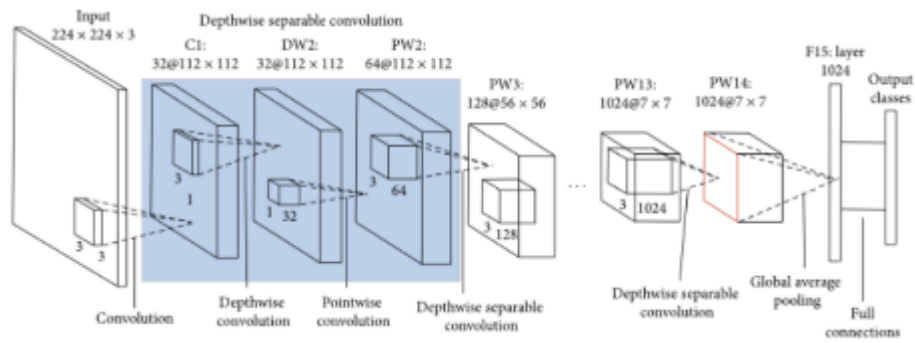 Depthwise separable convolution
Input
224 × 224 × 3
C1:
32@112 × 112
DW2:
32@112 × 112
PW2:
64@112 × 112
PW3:
128@56 × 56
PW13:
1024@7 × 7
PW14:
1024@7 × 7
F15: layer
1024
Output
classes
3
3
3
1
1
32
3
64
3
128
...
3
1024
Convolution
Depthwise
convolution
Pointwise
convolution
Depthwise separable
convolution
Depthwise separable
convolution
Global average
pooling
Full
connections